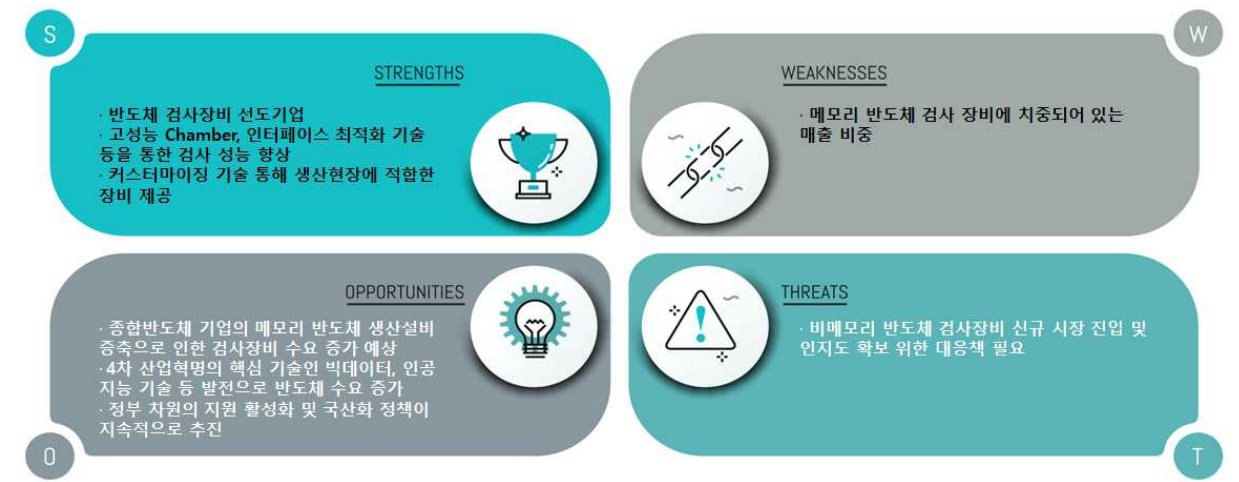 S
STRENGTHS
· 반도체 검사장비 선도기업
· 고성능 Chamber, 인터페이스 최적화 기술
등을 통한 검사 성능 향상
· 커스터마이징 기술 통해 생산현장에 적합한
장비 제공
W
WEAKNESSES
· 메모리 반도체 검사 장비에 치중되어 있는
매출 비중
OPPORTUNITIES
· 종합반도체 기업의 메모리 반도체 생산설비
증축으로 인한 검사장비 수요 증가 예상
· 4차 산업혁명의 핵심 기술인 빅데이터, 인공
지능 기술 등 발전으로 반도체 수요 증가
· 정부 차원의 지원 활성화 및 국산화 정책이
지속적으로 추진
O
THREATS
· 비메모리 반도체 검사장비 신규 시장 진입 및
인지도 확보 위한 대응책 필요
T